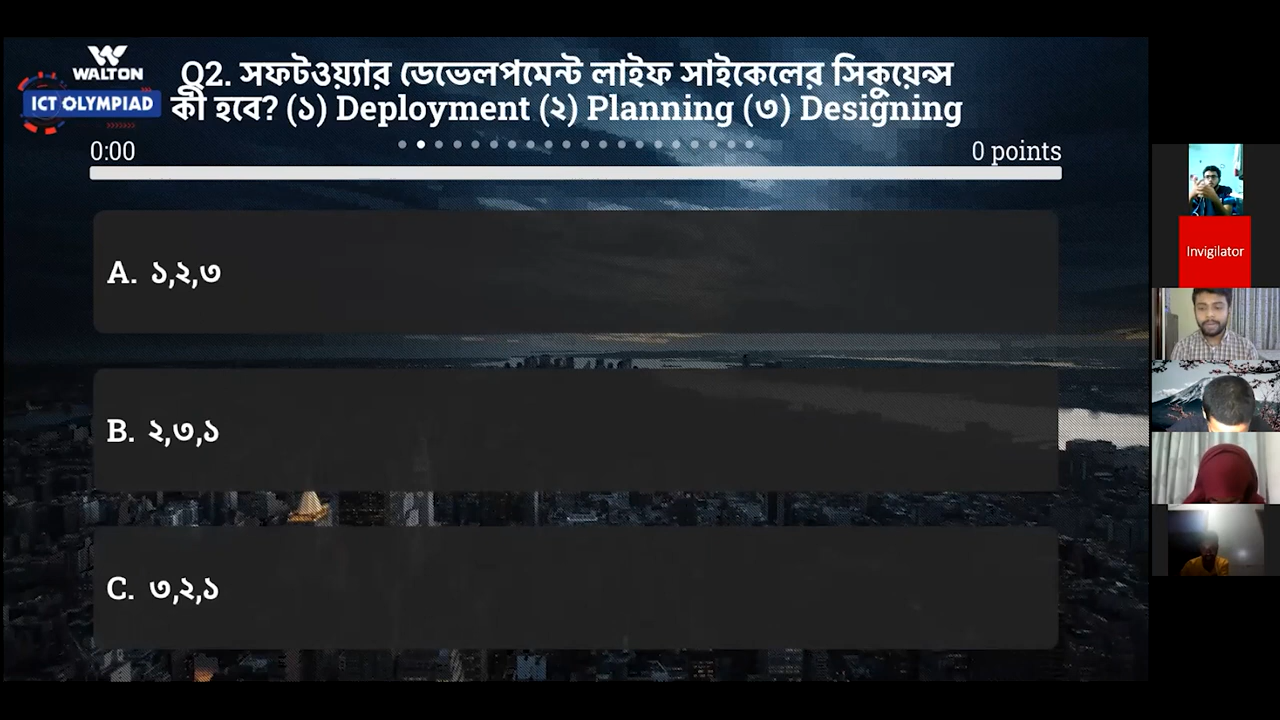 WALTON
ICT OLYMPIAD
Q2. সফটওয়্যার ডেভেলপমেন্ট লাইফ সাইকেলের সিকুয়েন্স
কী হবে? (১) Deployment (২) Planning (৩) Designing
0:00
0 points
A. ১,২,৩
B. ২,৩,১
C. ৩,২,১
Invigilator